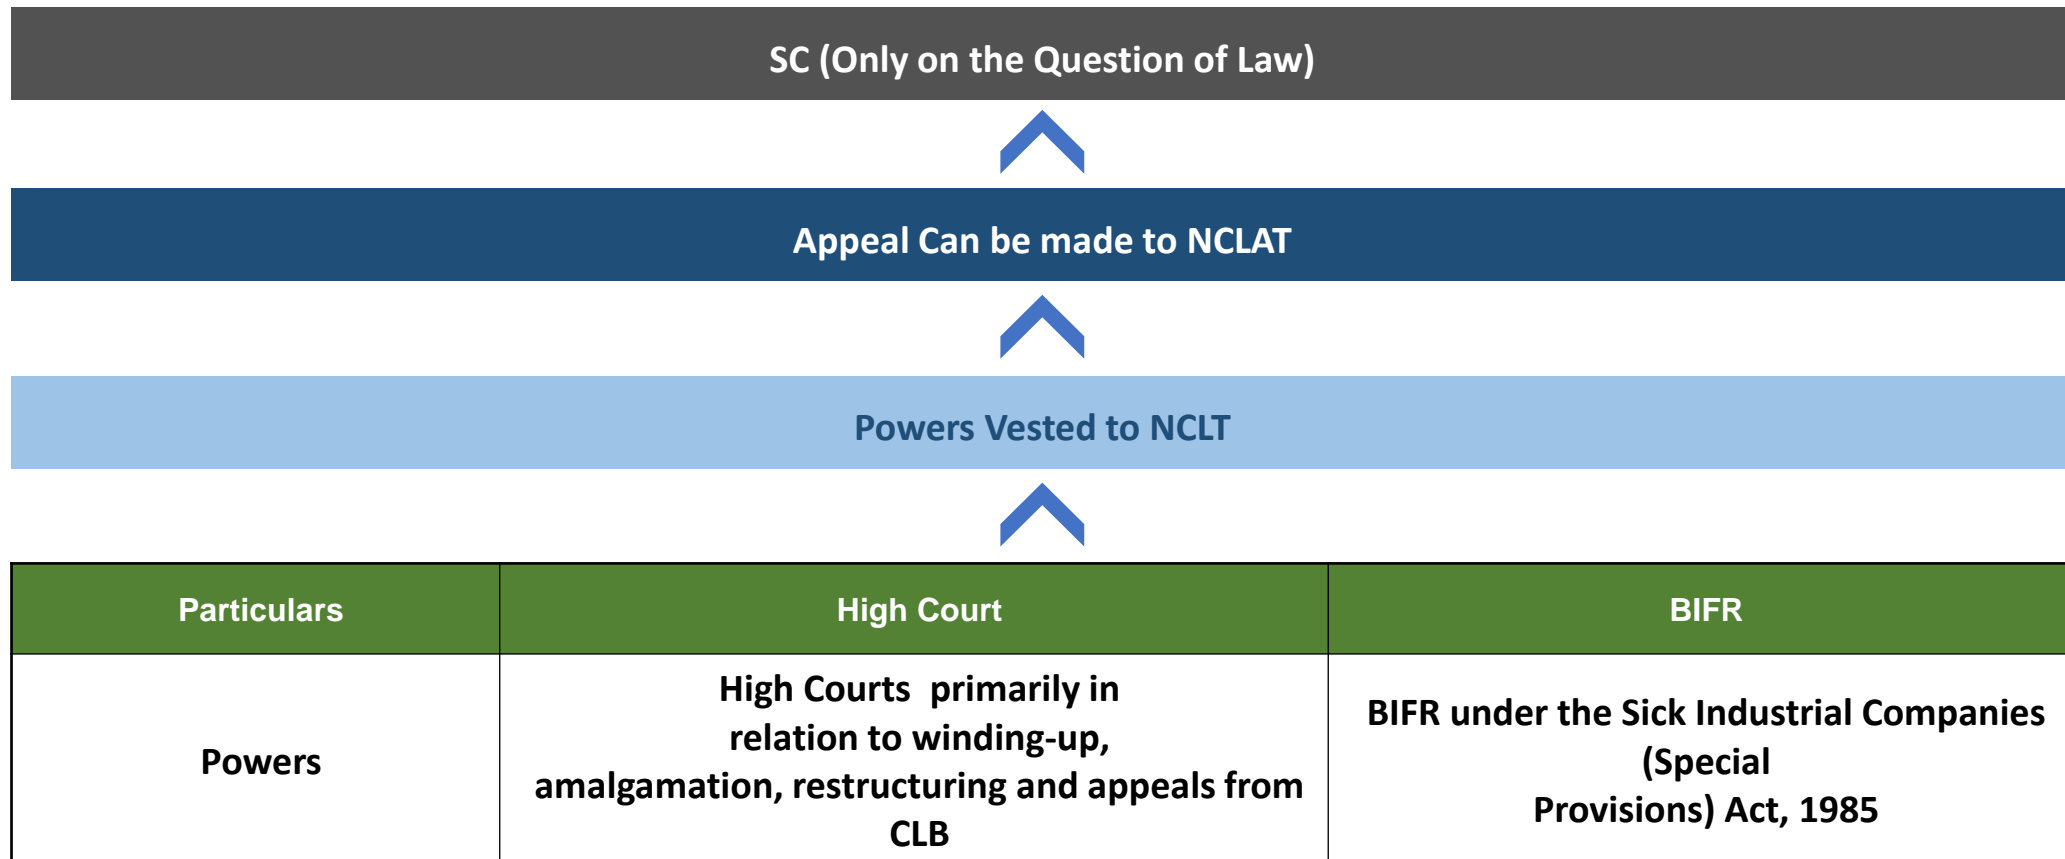 SC (Only on the Question of Law)
Appeal Can be made to NCLAT
Powers Vested to NCLT
Particulars
High Court
BIFR
Powers
High Courts primarily in
relation to winding-up,
amalgamation, restructuring and appeals from
CLB
BIFR under the Sick Industrial Companies
(Special
Provisions) Act, 1985